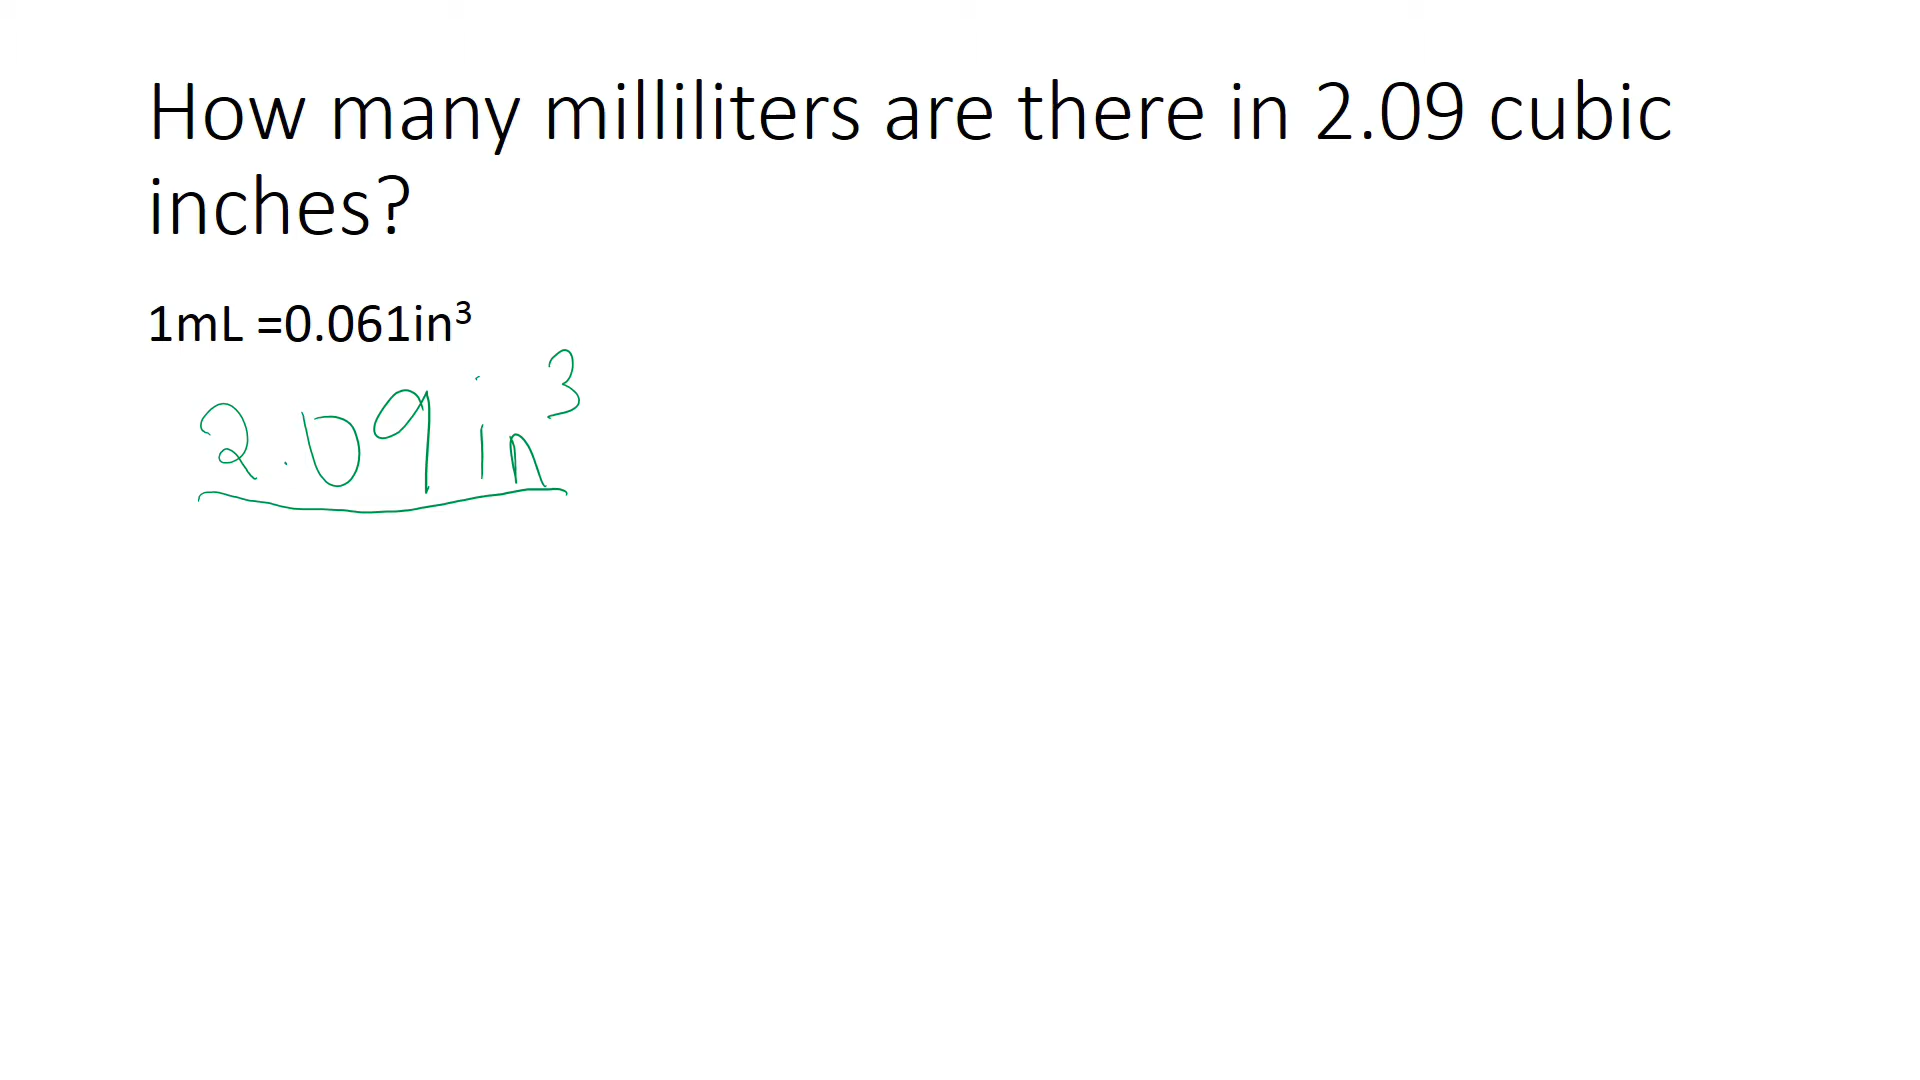 How many milliliters are there in 2.09 cubic
inches?
1mL =0.061in³
2.09 in³